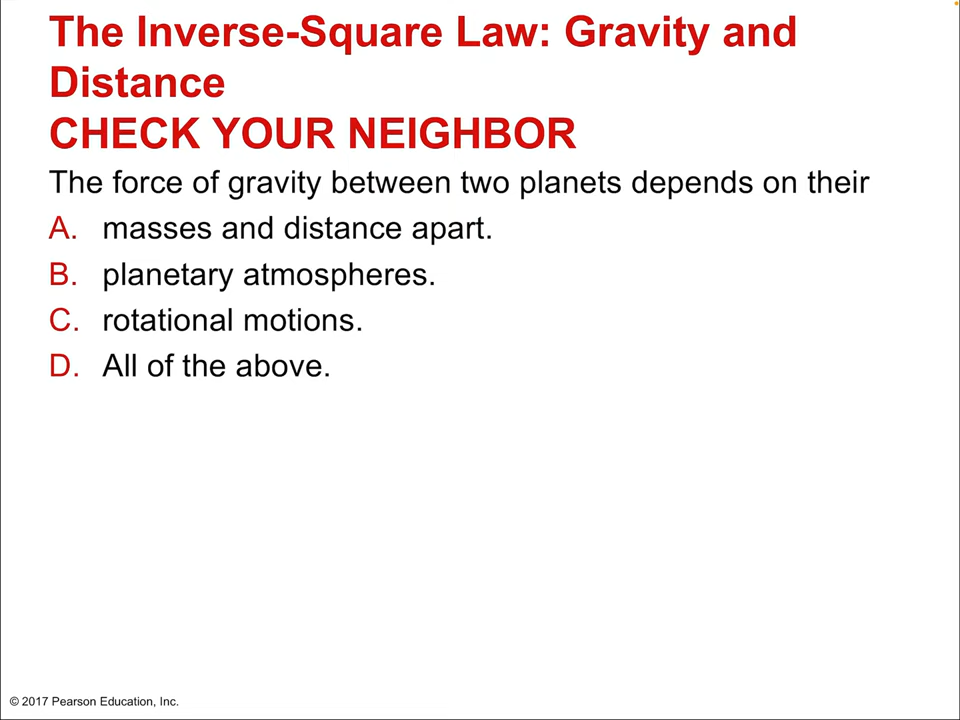 The Inverse-Square Law: Gravity and
Distance
CHECK YOUR NEIGHBOR
The force of gravity between two planets depends on their
A. masses and distance apart.
B. planetary atmospheres.
C. rotational motions.
D. All of the above.
© 2017 Pearson Education, Inc.